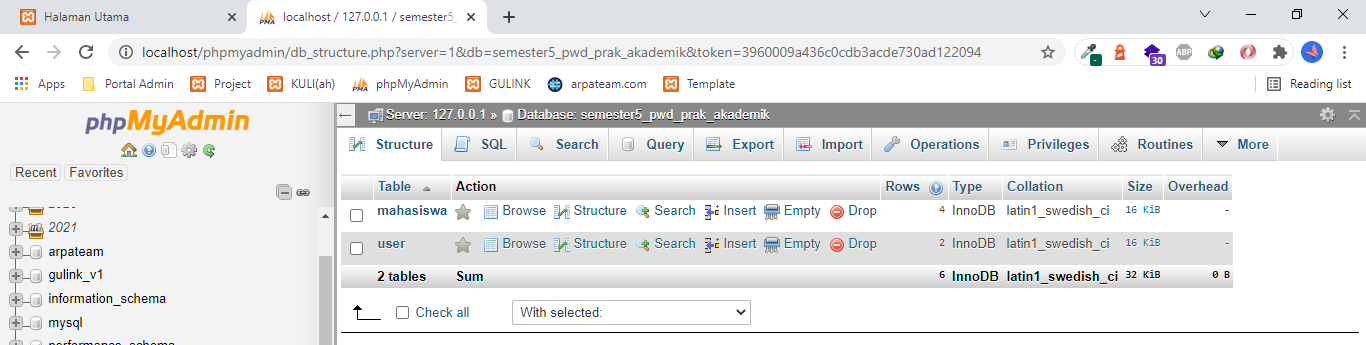 Halaman Utama
localhost / 127.0.0.1 / semester5_
localhost/phpmyadmin/db_structure.php?server=1&db=semester5_pwd_prak_akademik&token=3960009a436c0cdb3acde730ad122094
30
ABP
Apps Portal Admin Project KULI(ah) phpMyAdmin GULINK arpateam.com Template Reading list
phpMyAdmin
Recent Favorites
2021
arpateam
gulink_v1
information_schema
mysql
performance_schema
Server: 127.0.0.1 » Database: semester5_pwd_prak_akademik
Structure SQL Search Query Export Import Operations Privileges Routines More
Table Action Rows Type Collation Size Overhead
mahasiswa Browse Structure Search Insert Empty Drop 4 InnoDB latin1_swedish_ci 16 KiB -
user Browse Structure Search Insert Empty Drop 2 InnoDB latin1_swedish_ci 16 KiB -
2 tables Sum 6 InnoDB latin1_swedish_ci 32 KiB 0 B
Check all With selected: